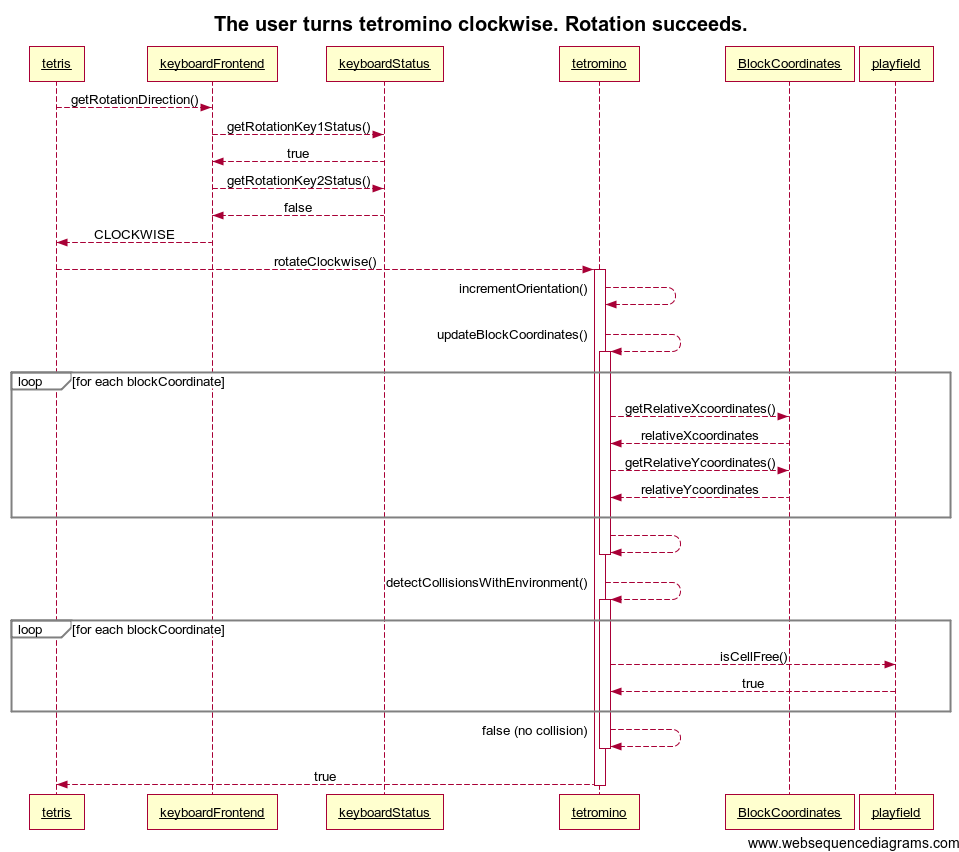 The user turns tetromino clockwise. Rotation succeeds.
tetris
keyboardFrontend
keyboardStatus
tetromino
BlockCoordinates
playfield
getRotationDirection()
getRotationKey1Status()
true
getRotationKey2Status()
false
CLOCKWISE
rotateClockwise()
incrementOrientation()
updateBlockCoordinates()
loop [for each blockCoordinate]
getRelativeXcoordinates()
relativeXcoordinates
getRelativeYcoordinates()
relativeYcoordinates
detectCollisionsWithEnvironment()
loop [for each blockCoordinate]
isCellFree()
true
false (no collision)
true
tetris
keyboardFrontend
keyboardStatus
tetromino
BlockCoordinates
playfield
www.websequencediagrams.com